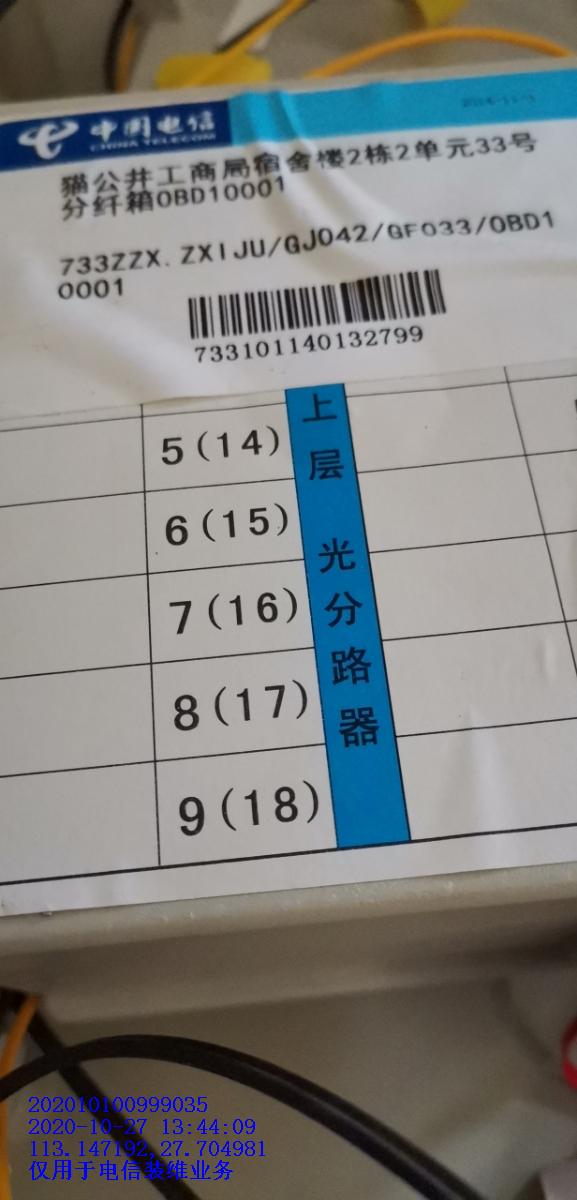 中国电信
CHINA TELECOM
猫公井工商局宿舍楼2栋2单元33号
分纤箱OBD10001
733ZZX.ZXIJU/GJ042/GF033/OBD1
0001
733101140132799
上层 光分路器
5(14)
6(15)
7(16)
8(17)
9(18)
202010100999035
2020-10-27 13:44:09
113.147192,27.704981
仅用于电信装维业务